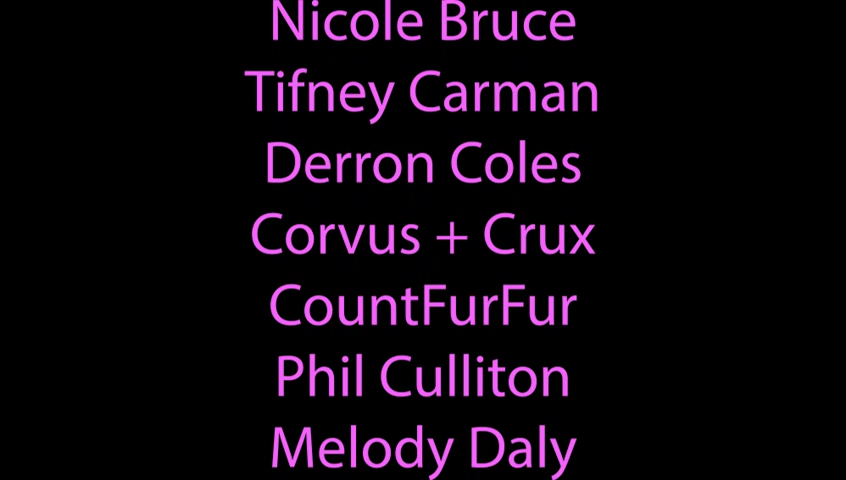 Nicole Bruce
Tifney Carman
Derron Coles
Corvus + Crux
CountFurFur
Phil Culliton
Melody Daly